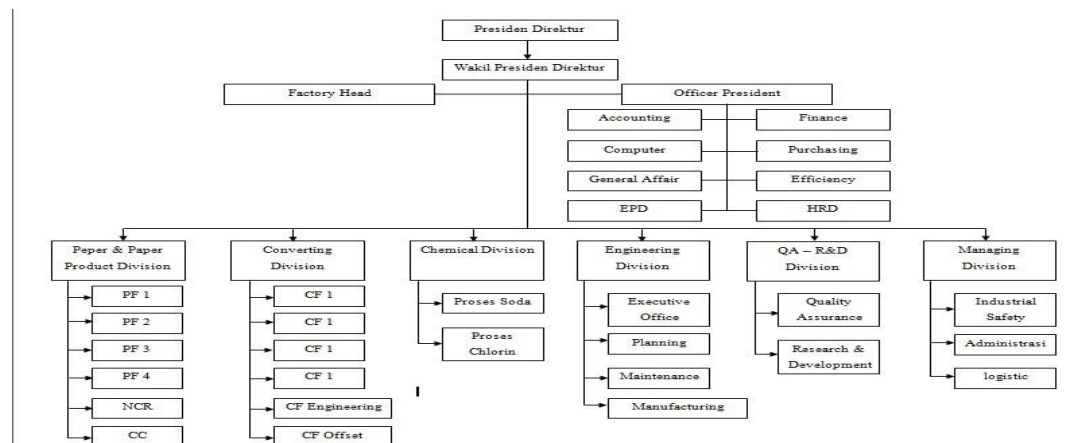 Presiden Direktur
Wakil Presiden Direktur
Factory Head
Officer President
Accounting
Finance
Computer
Purchasing
General Affair
Efficiency
EPD
HRD
Peper & Paper
Product Division
Converting
Division
Chemical Division
Engineering
Division
QA – R&D
Division
Managing
Division
PF 1
PF 2
PF 3
PF 4
NCR
CC
CF 1
CF 1
CF 1
CF 1
CF Engineering
CF Offset
Proses Soda
Proses
Chlorin
Executive
Office
Planning
Maintenance
Manufacturing
Quality
Assurance
Research &
Development
Industrial
Safety
Administrasi
logistic